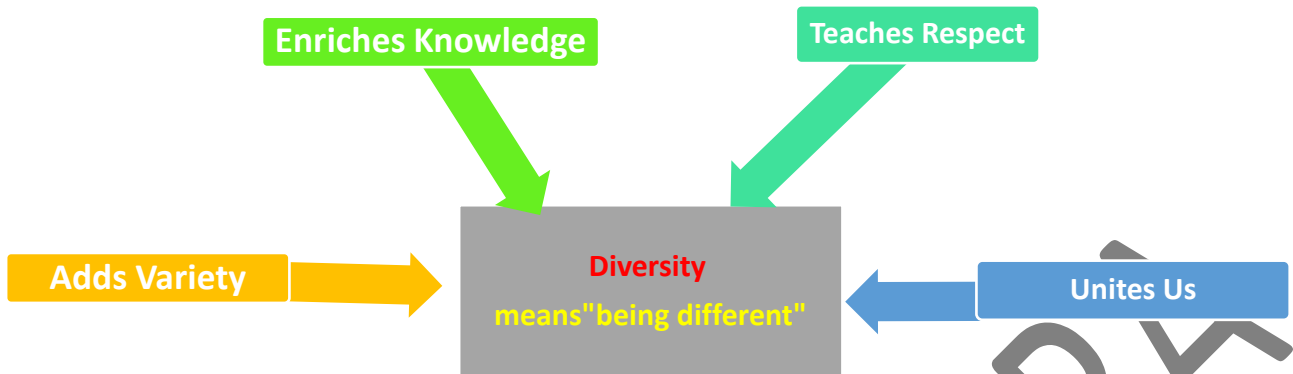 Enriches Knowledge
Teaches Respect
Adds Variety
Diversity
means"being different"
Unites Us